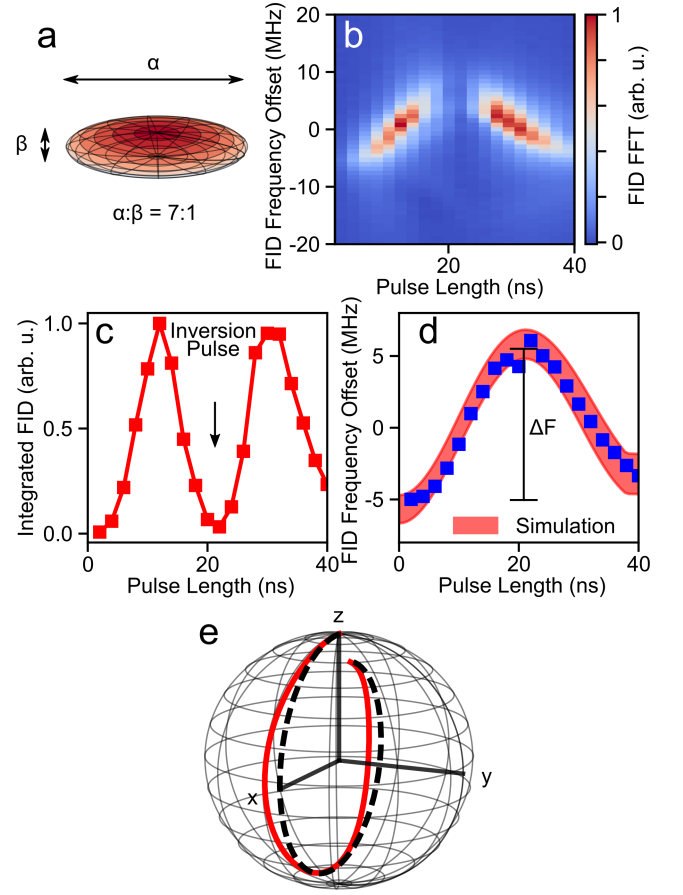 a
α
β
α:β = 7:1
b
FID Frequency Offset (MHz)
20
10
0
-10
-20
20
40
Pulse Length (ns)
1
0
FID FFT (arb. u.)
c
Integrated FID (arb. u.)
1.0
0.5
0.0
Inversion
Pulse
0
20
40
Pulse Length (ns)
d
FID Frequency Offset (MHz)
5
0
-5
ΔF
Simulation
0
20
40
Pulse Length (ns)
e
z
x
y